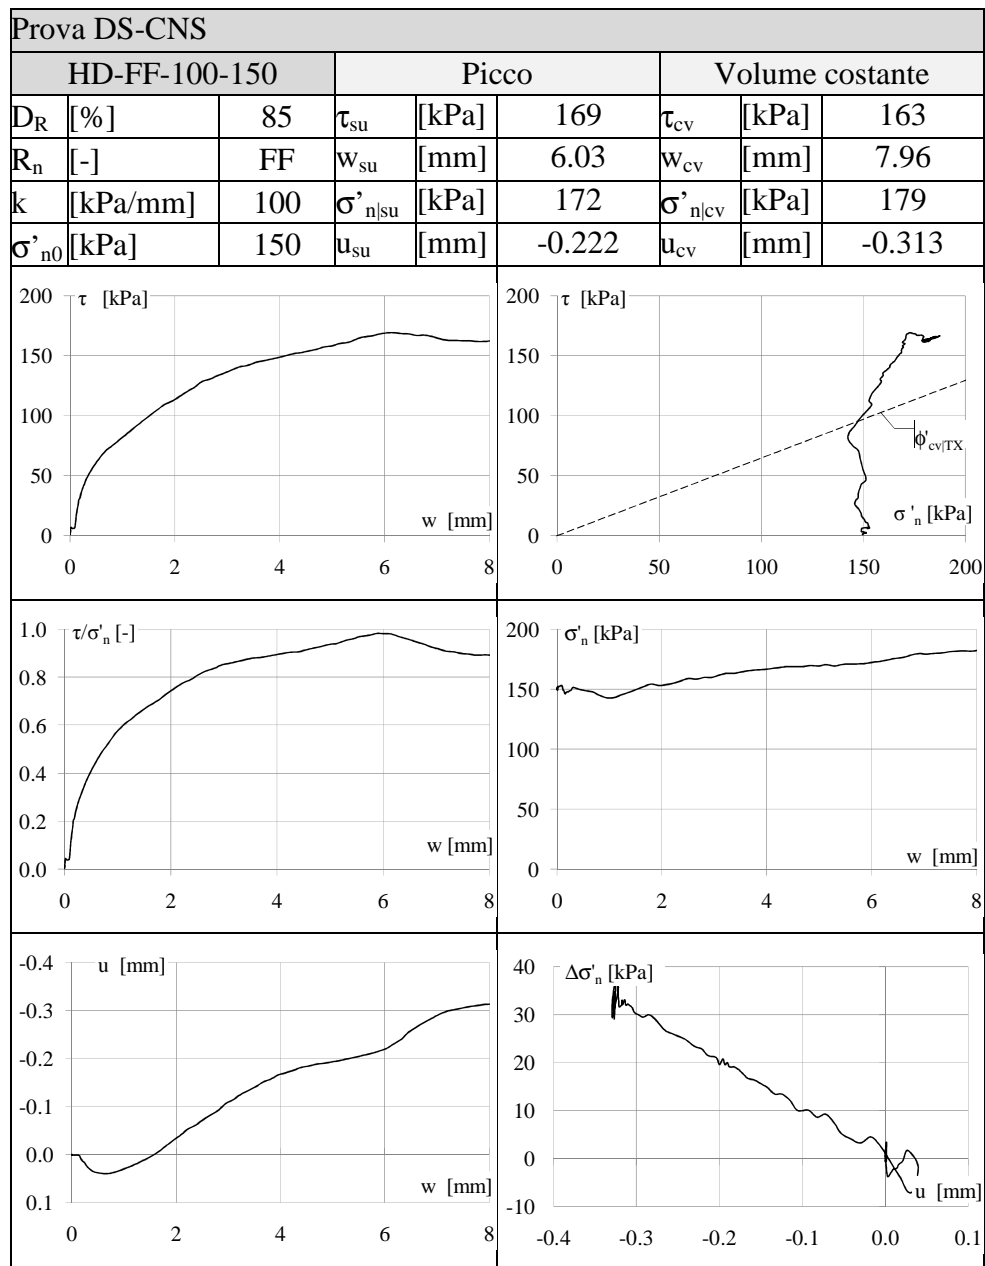 Prova DS-CNS
HD-FF-100-150 Picco Volume costante
D_R [%] 85 τ_su [kPa] 169 τ_cv [kPa] 163
R_n [-] FF w_su [mm] 6.03 w_cv [mm] 7.96
k [kPa/mm] 100 σ’_n|su [kPa] 172 σ’_n|cv [kPa] 179
σ’_n0 [kPa] 150 u_su [mm] -0.222 u_cv [mm] -0.313
τ [kPa]
200
150
100
50
0
w [mm]
0 2 4 6 8
τ [kPa]
200
150
100
50
0
ϕ'_cv|TX
σ'_n [kPa]
0 50 100 150 200
τ/σ'_n [-]
1.0
0.8
0.6
0.4
0.2
0.0
w [mm]
0 2 4 6 8
σ'_n [kPa]
200
150
100
50
0
w [mm]
0 2 4 6 8
u [mm]
-0.4
-0.3
-0.2
-0.1
0.0
0.1
w [mm]
0 2 4 6 8
Δσ'_n [kPa]
40
30
20
10
0
-10
u [mm]
-0.4 -0.3 -0.2 -0.1 0.0 0.1